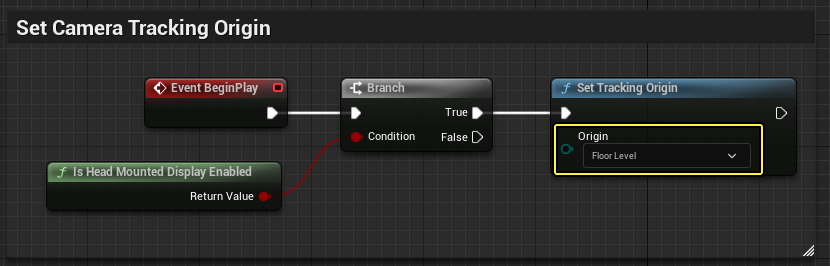 Set Camera Tracking Origin
Event BeginPlay
Branch
True
Condition
False
Set Tracking Origin
Origin
Floor Level
Is Head Mounted Display Enabled
Return Value